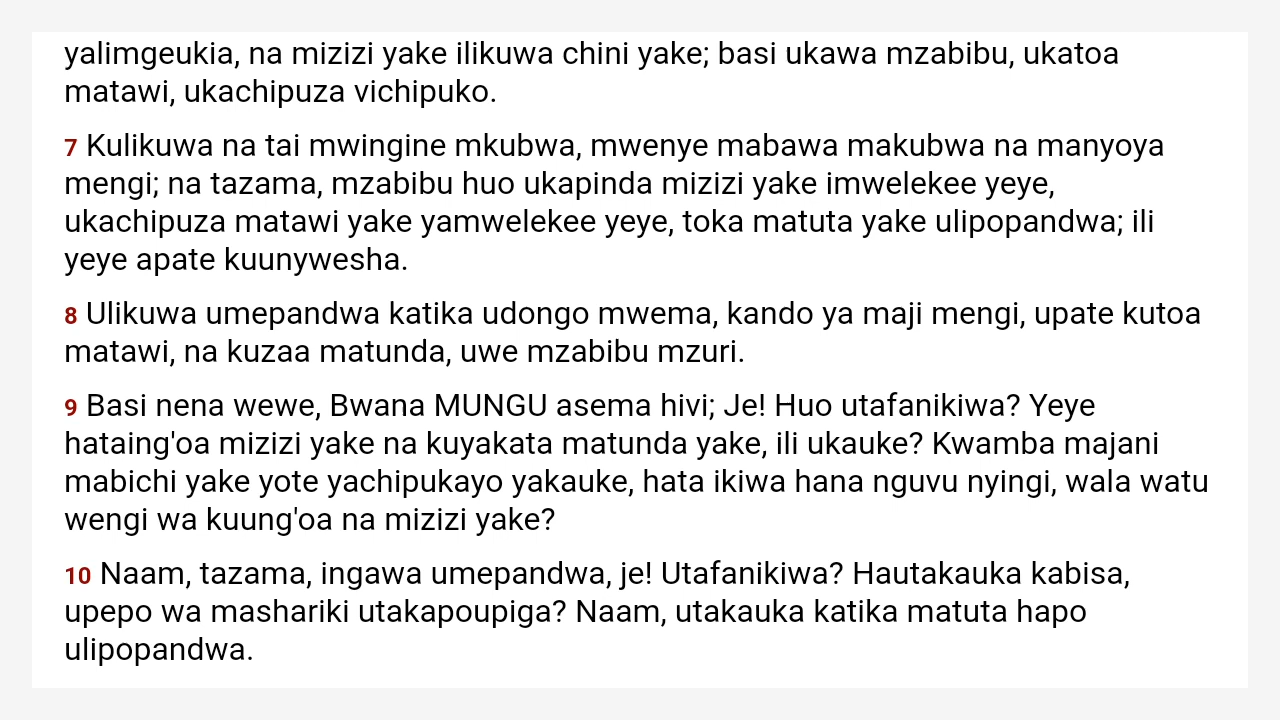 yalimgeukia, na mizizi yake ilikuwa chini yake; basi ukawa mzabibu, ukatoa
matawi, ukachipuza vichipuko.
7 Kulikuwa na tai mwingine mkubwa, mwenye mabawa makubwa na manyoya
mengi; na tazama, mzabibu huo ukapinda mizizi yake imwelekee yeye,
ukachipuza matawi yake yamwelekee yeye, toka matuta yake ulipopandwa; ili
yeye apate kuunywesha.
8 Ulikuwa umepandwa katika udongo mwema, kando ya maji mengi, upate kutoa
matawi, na kuzaa matunda, uwe mzabibu mzuri.
9 Basi nena wewe, Bwana MUNGU asema hivi; Je! Huo utafanikiwa? Yeye
hataing'oa mizizi yake na kuyakata matunda yake, ili ukauke? Kwamba majani
mabichi yake yote yachipukayo yakauke, hata ikiwa hana nguvu nyingi, wala watu
wengi wa kuung'oa na mizizi yake?
10 Naam, tazama, ingawa umepandwa, je! Utafanikiwa? Hautakauka kabisa,
upepo wa mashariki utakapoupiga? Naam, utakauka katika matuta hapo
ulipopandwa.